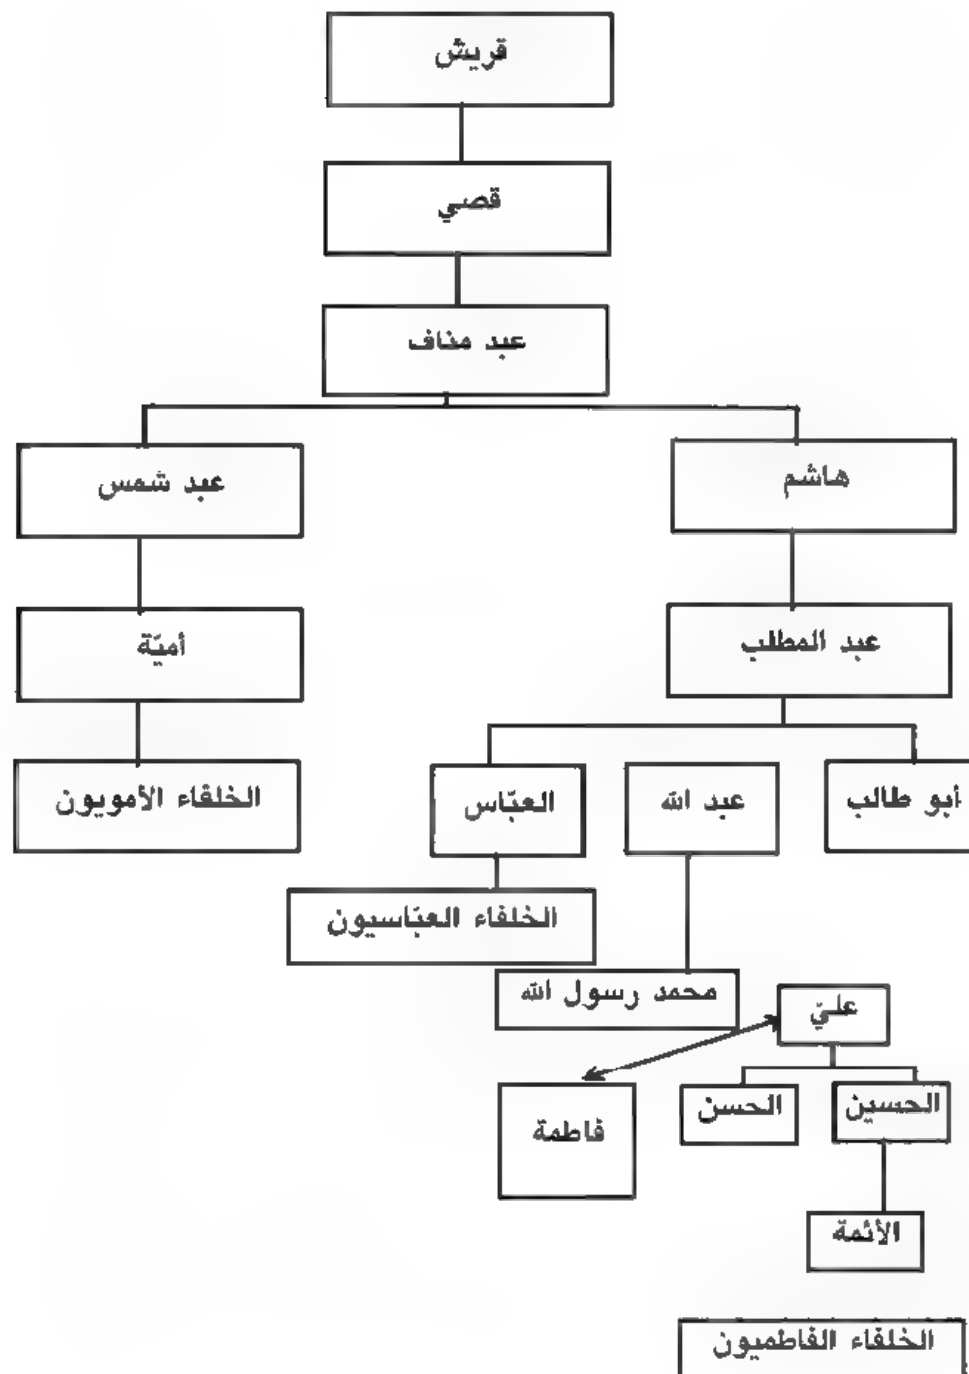 قريش
قصي
عبد مناف
هاشم
عبد شمس
عبد المطلب
أميّة
أبو طالب
عبد الله
العبّاس
الخلفاء الأمويون
الخلفاء العبّاسيون
محمد رسول الله
عليّ
الحسين
الحسن
فاطمة
الأئمة
الخلفاء الفاطميون